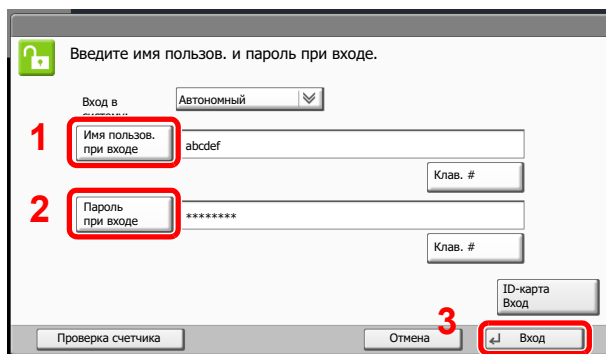 Введите имя пользов. и пароль при входе.
Вход в
Автономный
1
Имя пользов.
при входе
abcdef
Клав. #
2
Пароль
при входе
********
Клав. #
ID-карта
Вход
3
Проверка счетчика
Отмена
Вход